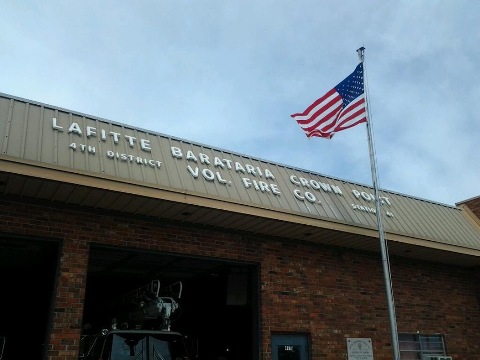 LAFITTE BARATARIA CROWN POINT
4TH DISTRICT VOL. FIRE CO.